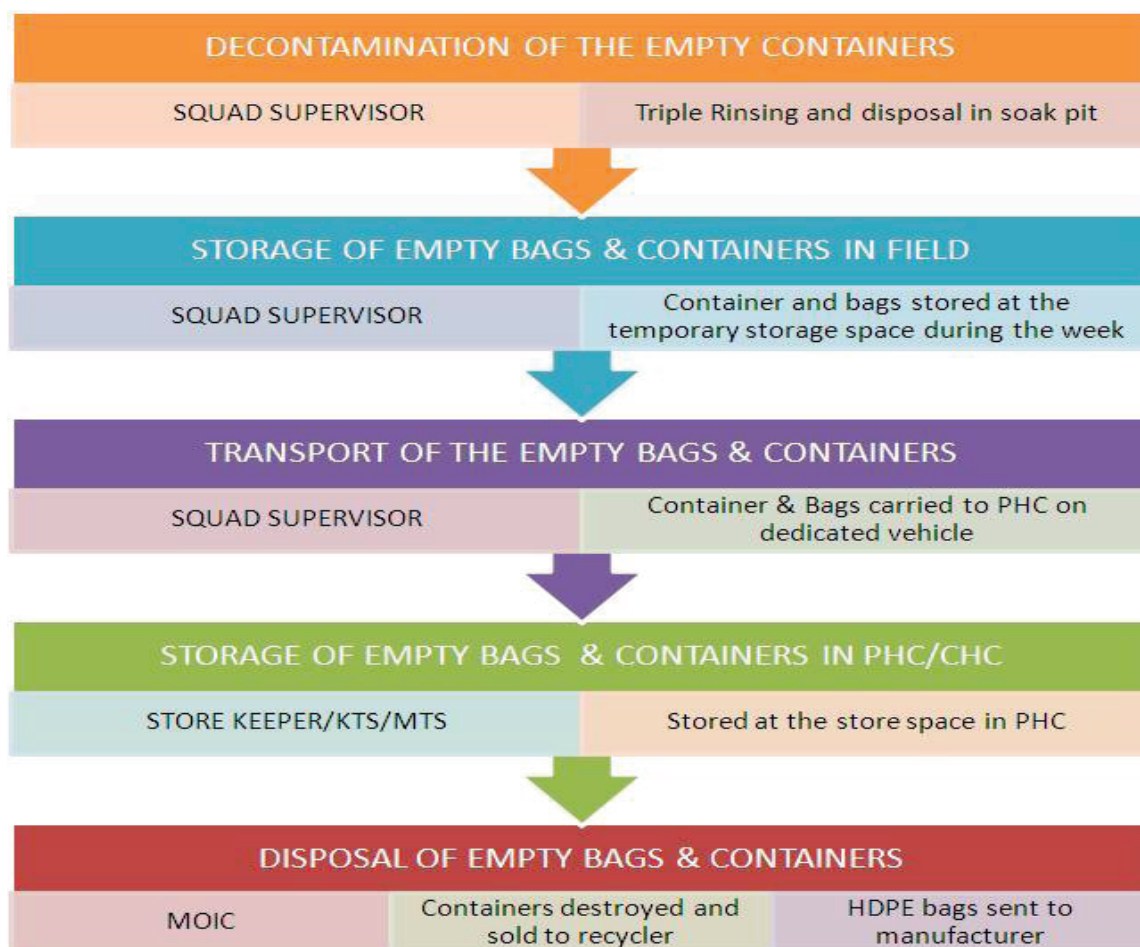 DECONTAMINATION OF THE EMPTY CONTAINERS
SQUAD SUPERVISOR
Triple Rinsing and disposal in soak pit
STORAGE OF EMPTY BAGS & CONTAINERS IN FIELD
SQUAD SUPERVISOR
Container and bags stored at the
temporary storage space during the week
TRANSPORT OF THE EMPTY BAGS & CONTAINERS
SQUAD SUPERVISOR
Container & Bags carried to PHC on
dedicated vehicle
STORAGE OF EMPTY BAGS & CONTAINERS IN PHC/CHC
STORE KEEPER/KTS/MTS
Stored at the store space in PHC
DISPOSAL OF EMPTY BAGS & CONTAINERS
MOIC
Containers destroyed and
sold to recycler
HDPE bags sent to
manufacturer